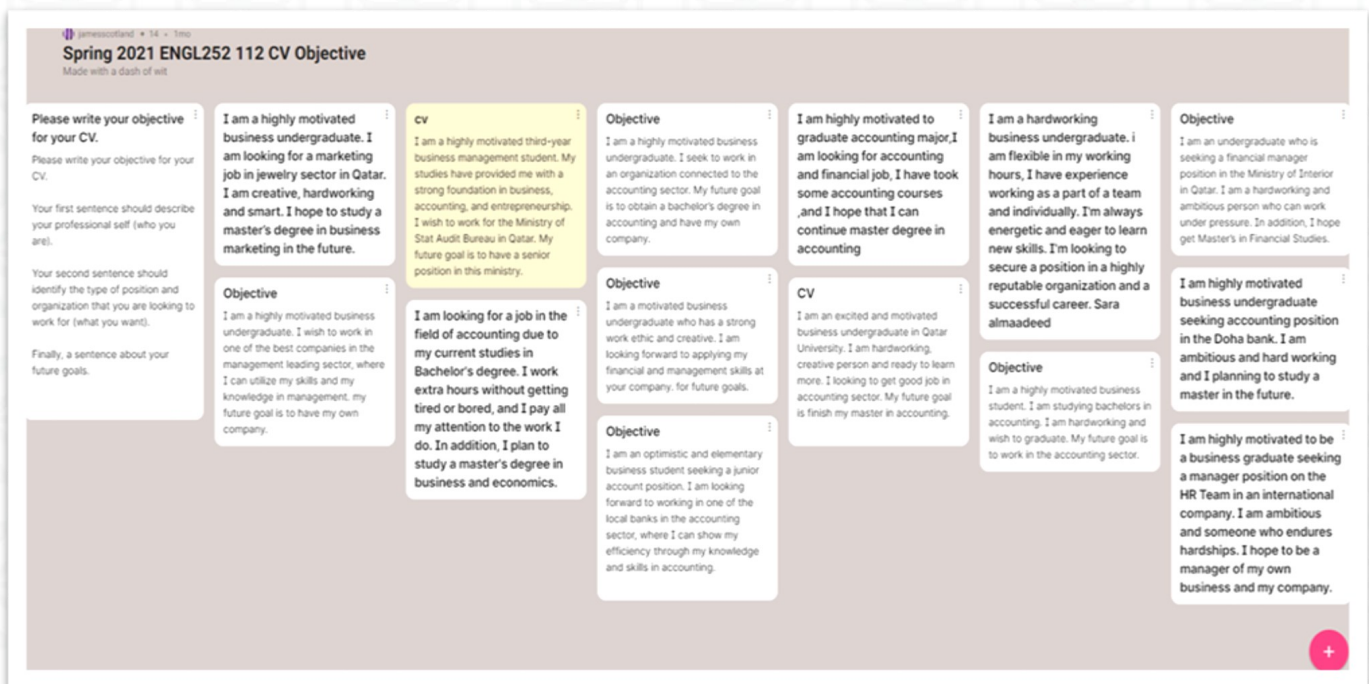 jamesscotland • 14 • 1mo
Spring 2021 ENGL252 112 CV Objective
Made with a dash of wit
Please write your objective
for your CV.
Please write your objective for your
CV.
Your first sentence should describe
your professional self (who you
are).
Your second sentence should
identify the type of position and
organization that you are looking to
work for (what you want).
Finally, a sentence about your
future goals.
I am a highly motivated
business undergraduate. I
am looking for a marketing
job in jewelry sector in Qatar.
I am creative, hardworking
and smart. I hope to study a
master's degree in business
marketing in the future.
Objective
I am a highly motivated business
undergraduate. I wish to work in
one of the best companies in the
management leading sector, where
I can utilize my skills and my
knowledge in management. my
future goal is to have my own
company.
cv
I am a highly motivated third-year
business management student. My
studies have provided me with a
strong foundation in business,
accounting, and entrepreneurship.
I wish to work for the Ministry of
Stat Audit Bureau in Qatar. My
future goal is to have a senior
position in this ministry.
I am looking for a job in the
field of accounting due to
my current studies in
Bachelor's degree. I work
extra hours without getting
tired or bored, and I pay all
my attention to the work I
do. In addition, I plan to
study a master's degree in
business and economics.
Objective
I am a highly motivated business
undergraduate. I seek to work in
an organization connected to the
accounting sector. My future goal
is to obtain a bachelor's degree in
accounting and have my own
company.
Objective
I am a motivated business
undergraduate who has a strong
work ethic and creative. I am
looking forward to applying my
financial and management skills at
your company. for future goals.
Objective
I am an optimistic and elementary
business student seeking a junior
account position. I am looking
forward to working in one of the
local banks in the accounting
sector, where I can show my
efficiency through my knowledge
and skills in accounting.
I am highly motivated to
graduate accounting major,I
am looking for accounting
and financial job, I have took
some accounting courses
,and I hope that I can
continue master degree in
accounting
CV
I am an excited and motivated
business undergraduate in Qatar
University. I am hardworking,
creative person and ready to learn
more. I looking to get good job in
accounting sector. My future goal
is finish my master in accounting.
I am a hardworking
business undergraduate. i
am flexible in my working
hours, I have experience
working as a part of a team
and individually. I'm always
energetic and eager to learn
new skills. I'm looking to
secure a position in a highly
reputable organization and a
successful career. Sara
almaadeed
Objective
I am a highly motivated business
student. I am studying bachelors in
accounting. I am hardworking and
wish to graduate. My future goal is
to work in the accounting sector.
Objective
I am an undergraduate who is
seeking a financial manager
position in the Ministry of Interior
in Qatar. I am a hardworking and
ambitious person who can work
under pressure. In addition, I hope
get Master's in Financial Studies.
I am highly motivated
business undergraduate
seeking accounting position
in the Doha bank. I am
ambitious and hard working
and I planning to study a
master in the future.
I am highly motivated to be
a business graduate seeking
a manager position on the
HR Team in an international
company. I am ambitious
and someone who endures
hardships. I hope to be a
manager of my own
business and my company.